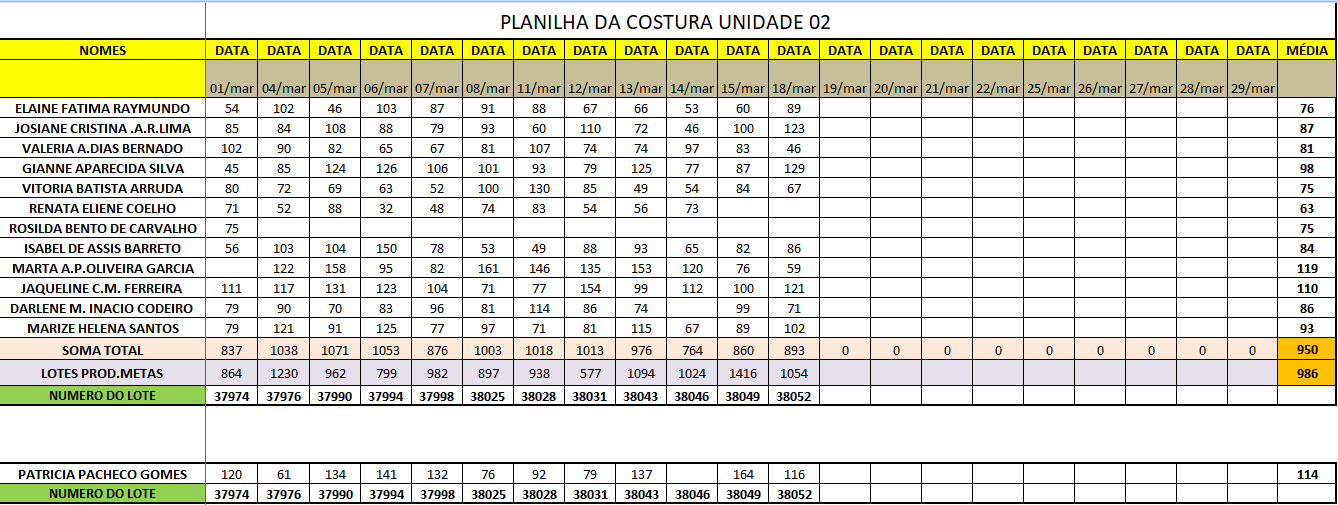 PLANILHA DA COSTURA UNIDADE 02
NOMES DATA DATA DATA DATA DATA DATA DATA DATA DATA DATA DATA DATA DATA DATA DATA DATA DATA DATA DATA DATA DATA MÉDIA
01/mar 04/mar 05/mar 06/mar 07/mar 08/mar 11/mar 12/mar 13/mar 14/mar 15/mar 18/mar 19/mar 20/mar 21/mar 22/mar 25/mar 26/mar 27/mar 28/mar 29/mar
ELAINE FATIMA RAYMUNDO 54 102 46 103 87 91 88 67 66 53 60 89 76
JOSIANE CRISTINA .A.R.LIMA 85 84 108 88 79 93 60 110 72 46 100 123 87
VALERIA A.DIAS BERNADO 102 90 82 65 67 81 107 74 74 97 83 46 81
GIANNE APARECIDA SILVA 45 85 124 126 106 101 93 79 125 77 87 129 98
VITORIA BATISTA ARRUDA 80 72 69 63 52 100 130 85 49 54 84 67 75
RENATA ELIENE COELHO 71 52 88 32 48 74 83 54 56 73 63
ROSILDA BENTO DE CARVALHO 75 75
ISABEL DE ASSIS BARRETO 56 103 104 150 78 53 49 88 93 65 82 86 84
MARTA A.P.OLIVEIRA GARCIA 122 158 95 82 161 146 135 153 120 76 59 119
JAQUELINE C.M. FERREIRA 111 117 131 123 104 71 77 154 99 112 100 121 110
DARLENE M. INACIO CODEIRO 79 90 70 83 96 81 114 86 74 99 71 86
MARIZE HELENA SANTOS 79 121 91 125 77 97 71 81 115 67 89 102 93
SOMA TOTAL 837 1038 1071 1053 876 1003 1018 1013 976 764 860 893 0 0 0 0 0 0 0 0 0 950
LOTES PROD.METAS 864 1230 962 799 982 897 938 577 1094 1024 1416 1054 986
NUMERO DO LOTE 37974 37976 37990 37994 37998 38025 38028 38031 38043 38046 38049 38052
PATRICIA PACHECO GOMES 120 61 134 141 132 76 92 79 137 164 116 114
NUMERO DO LOTE 37974 37976 37990 37994 37998 38025 38028 38031 38043 38046 38049 38052